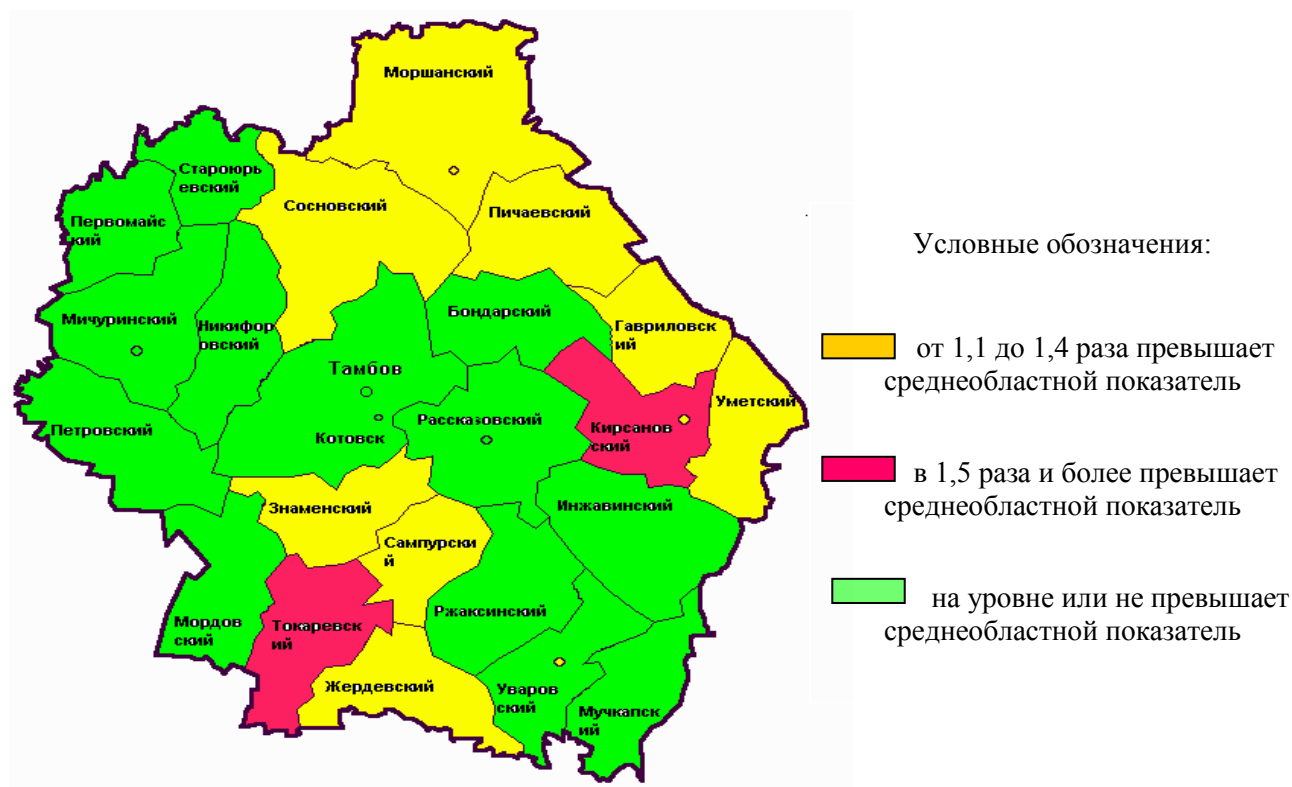 Моршанский
Староюрь
евский
Сосновский
Пичаевский
Первомайс
кий
Мичуринский
Никифор
овский
Бондарский
Гавриловск
ий
Тамбов
Уметский
Петровский
Котовск
Рассказовский
Кирсанов
ский
Знаменский
Инжавинский
Сампурски
й
Мордов
ский
Токаревск
ий
Ржаксинский
Жердевский
Уваров
ский
Мучкапск
ий
Условные обозначения:
от 1,1 до 1,4 раза превышает
среднеобластной показатель
в 1,5 раза и более превышает
среднеобластной показатель
на уровне или не превышает
среднеобластной показатель